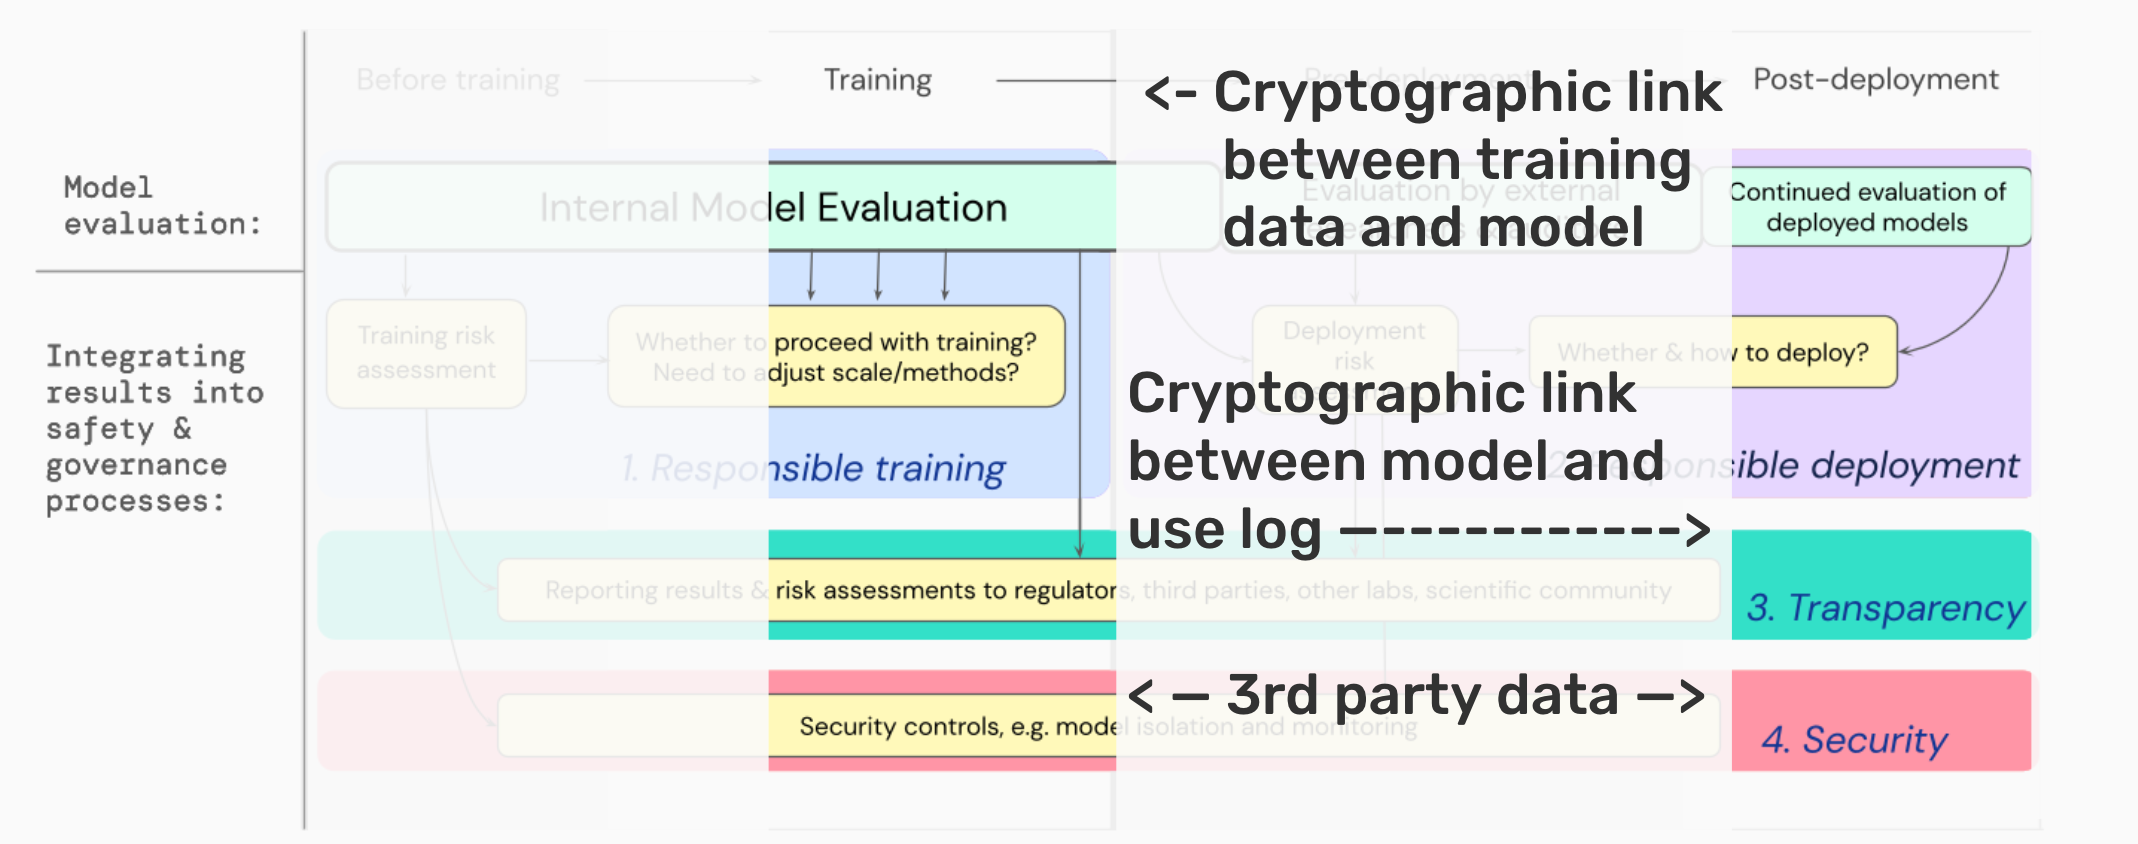 Before training
Training
Pre-deployment
Post-deployment
<- Cryptographic link
between training
data and model
Model
evaluation:
Internal Model Evaluation
Evaluation by external
researchers &
Continued evaluation of
deployed models
Integrating
results into
safety &
governance
processes:
Training risk
assessment
Whether to proceed with training?
Need to adjust scale/methods?
Deployment
risk
Whether & how to deploy?
Cryptographic link
between model and
use log —------------>
1. Responsible training
2. Responsible deployment
Reporting results & risk assessments to regulators, third parties, other labs, scientific community
3. Transparency
< — 3rd party data —>
Security controls, e.g. model isolation and monitoring
4. Security